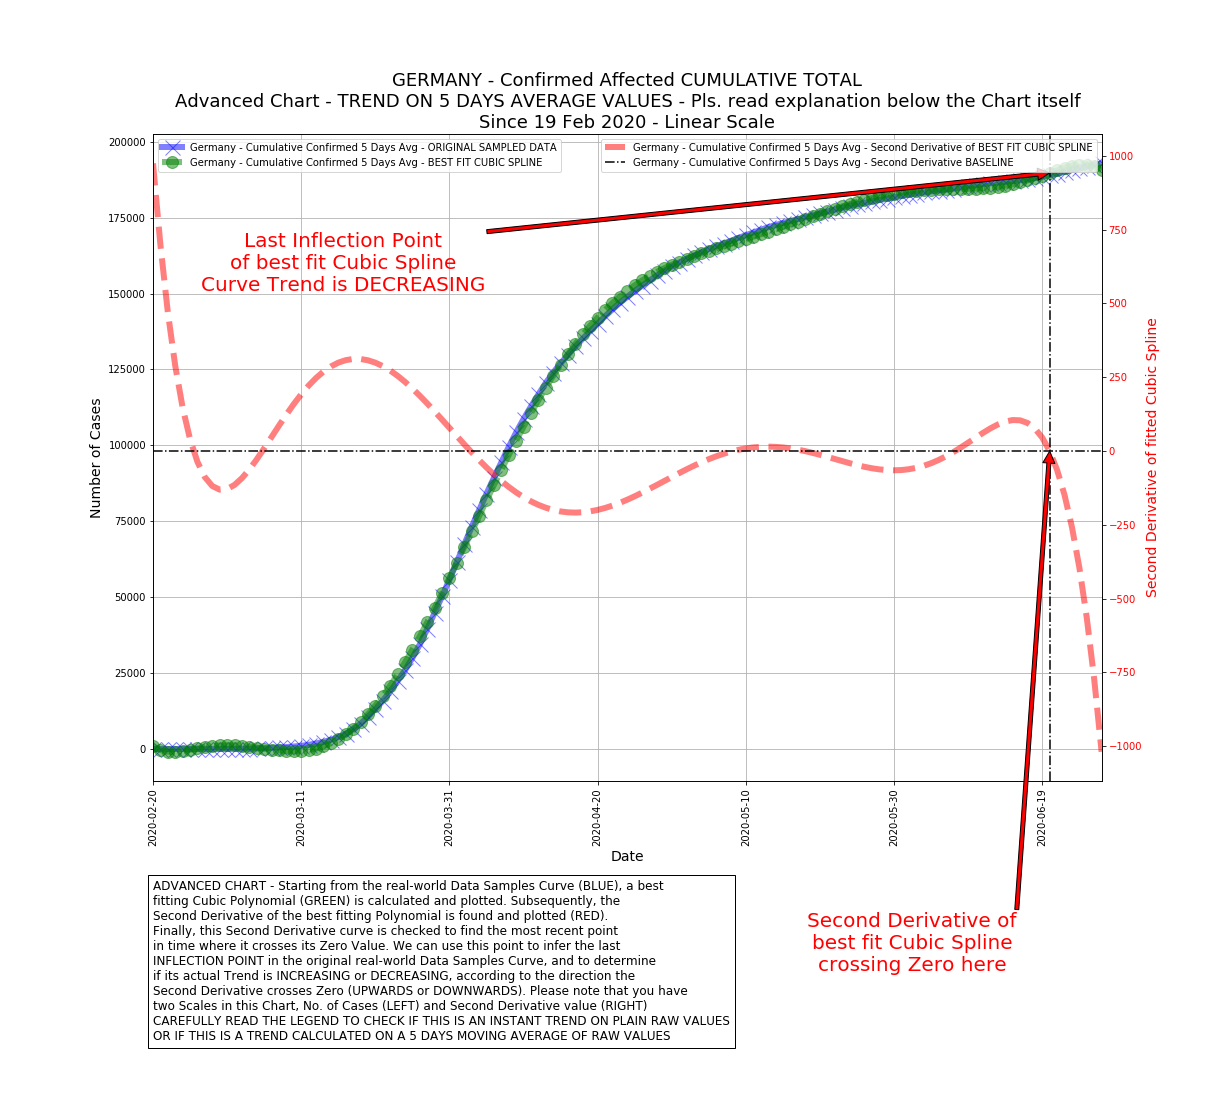 GERMANY - Confirmed Affected CUMULATIVE TOTAL
Advanced Chart - TREND ON 5 DAYS AVERAGE VALUES - Pls. read explanation below the Chart itself
Since 19 Feb 2020 - Linear Scale
Germany - Cumulative Confirmed 5 Days Avg - ORIGINAL SAMPLED DATA
Germany - Cumulative Confirmed 5 Days Avg - BEST FIT CUBIC SPLINE
Germany - Cumulative Confirmed 5 Days Avg - Second Derivative of BEST FIT CUBIC SPLINE
Germany - Cumulative Confirmed 5 Days Avg - Second Derivative BASELINE
Last Inflection Point
of best fit Cubic Spline
Curve Trend is DECREASING
Number of Cases
200000
175000
150000
125000
100000
75000
50000
25000
0
1000
750
500
250
0
−250
−500
−750
−1000
Second Derivative of fitted Cubic Spline
2020-02-20
2020-03-11
2020-03-31
2020-04-20
2020-05-10
2020-05-30
2020-06-19
Date
Second Derivative of
best fit Cubic Spline
crossing Zero here
ADVANCED CHART - Starting from the real-world Data Samples Curve (BLUE), a best
fitting Cubic Polynomial (GREEN) is calculated and plotted. Subsequently, the
Second Derivative of the best fitting Polynomial is found and plotted (RED).
Finally, this Second Derivative curve is checked to find the most recent point
in time where it crosses its Zero Value. We can use this point to infer the last
INFLECTION POINT in the original real-world Data Samples Curve, and to determine
if its actual Trend is INCREASING or DECREASING, according to the direction the
Second Derivative crosses Zero (UPWARDS or DOWNWARDS). Please note that you have
two Scales in this Chart, No. of Cases (LEFT) and Second Derivative value (RIGHT)
CAREFULLY READ THE LEGEND TO CHECK IF THIS IS AN INSTANT TREND ON PLAIN RAW VALUES
OR IF THIS IS A TREND CALCULATED ON A 5 DAYS MOVING AVERAGE OF RAW VALUES